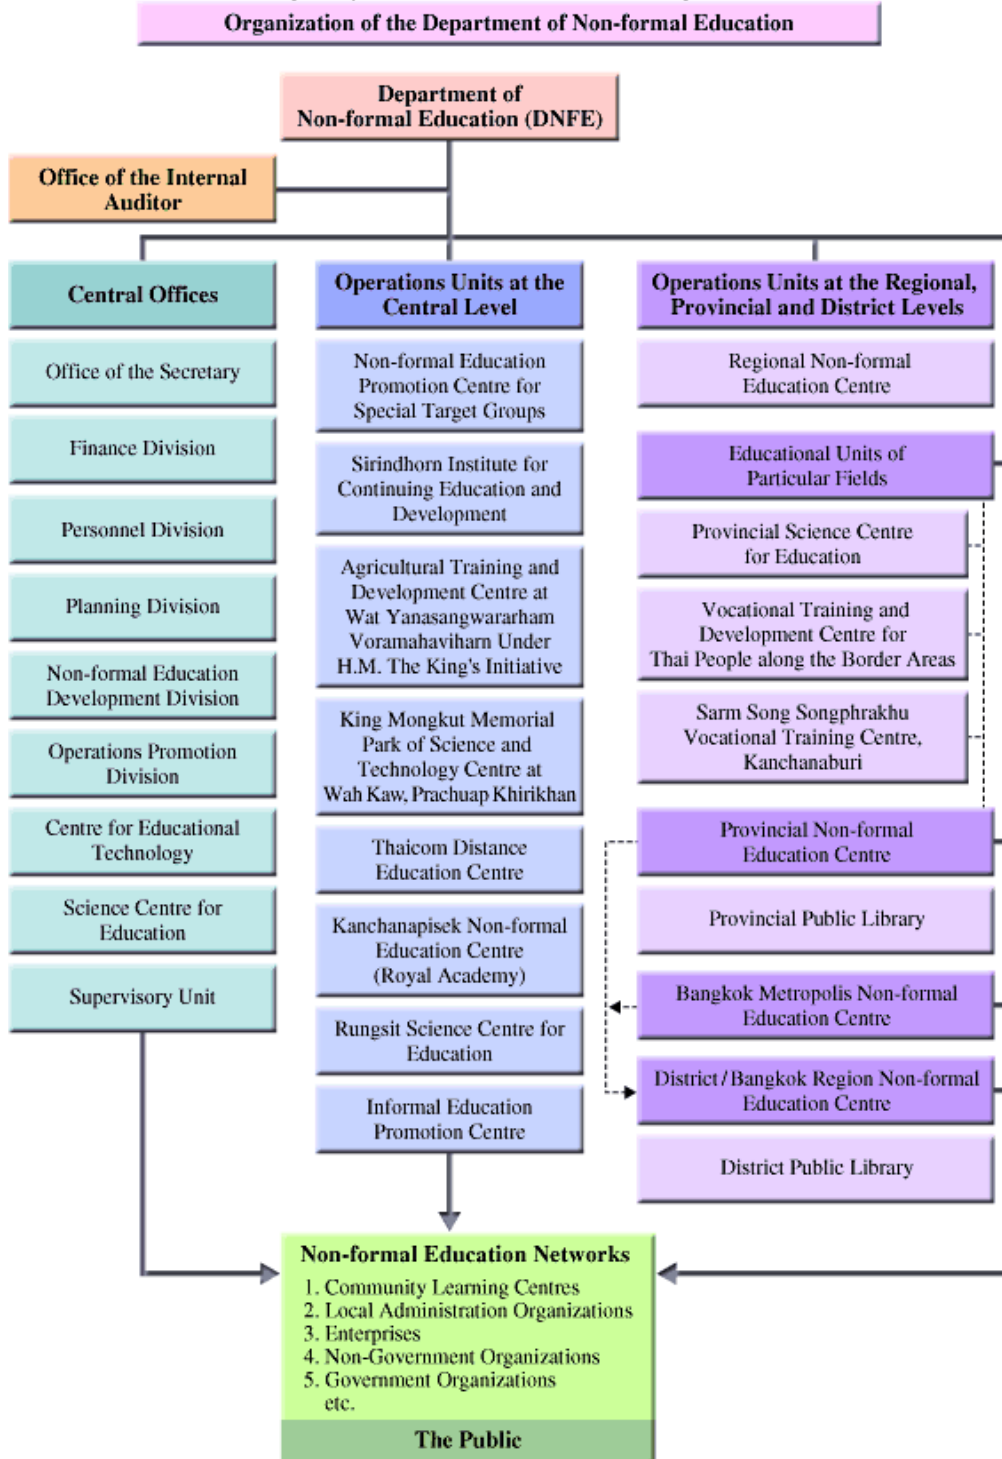 Organization of the Department of Non-formal Education
Department of
Non-formal Education (DNFE)
Office of the Internal
Auditor
Central Offices
Office of the Secretary
Finance Division
Personnel Division
Planning Division
Non-formal Education
Development Division
Operations Promotion
Division
Centre for Educational
Technology
Science Centre for
Education
Supervisory Unit
Operations Units at the
Central Level
Non-formal Education
Promotion Centre for
Special Target Groups
Sirindhorn Institute for
Continuing Education and
Development
Agricultural Training and
Development Centre at
Wat Yanasangwararham
Voramahaviharn Under
H.M. The King's Initiative
King Mongkut Memorial
Park of Science and
Technology Centre at
Wah Kaw, Prachuap Khirikhan
Thaicom Distance
Education Centre
Kanchanapisek Non-formal
Education Centre
(Royal Academy)
Rungsit Science Centre for
Education
Informal Education
Promotion Centre
Operations Units at the Regional,
Provincial and District Levels
Regional Non-formal
Education Centre
Educational Units of
Particular Fields
Provincial Science Centre
for Education
Vocational Training and
Development Centre for
Thai People along the Border Areas
Sarm Song Songphrakhu
Vocational Training Centre,
Kanchanaburi
Provincial Non-formal
Education Centre
Provincial Public Library
Bangkok Metropolis Non-formal
Education Centre
District/Bangkok Region Non-formal
Education Centre
District Public Library
Non-formal Education Networks
1. Community Learning Centres
2. Local Administration Organizations
3. Enterprises
4. Non-Government Organizations
5. Government Organizations
etc.
The Public